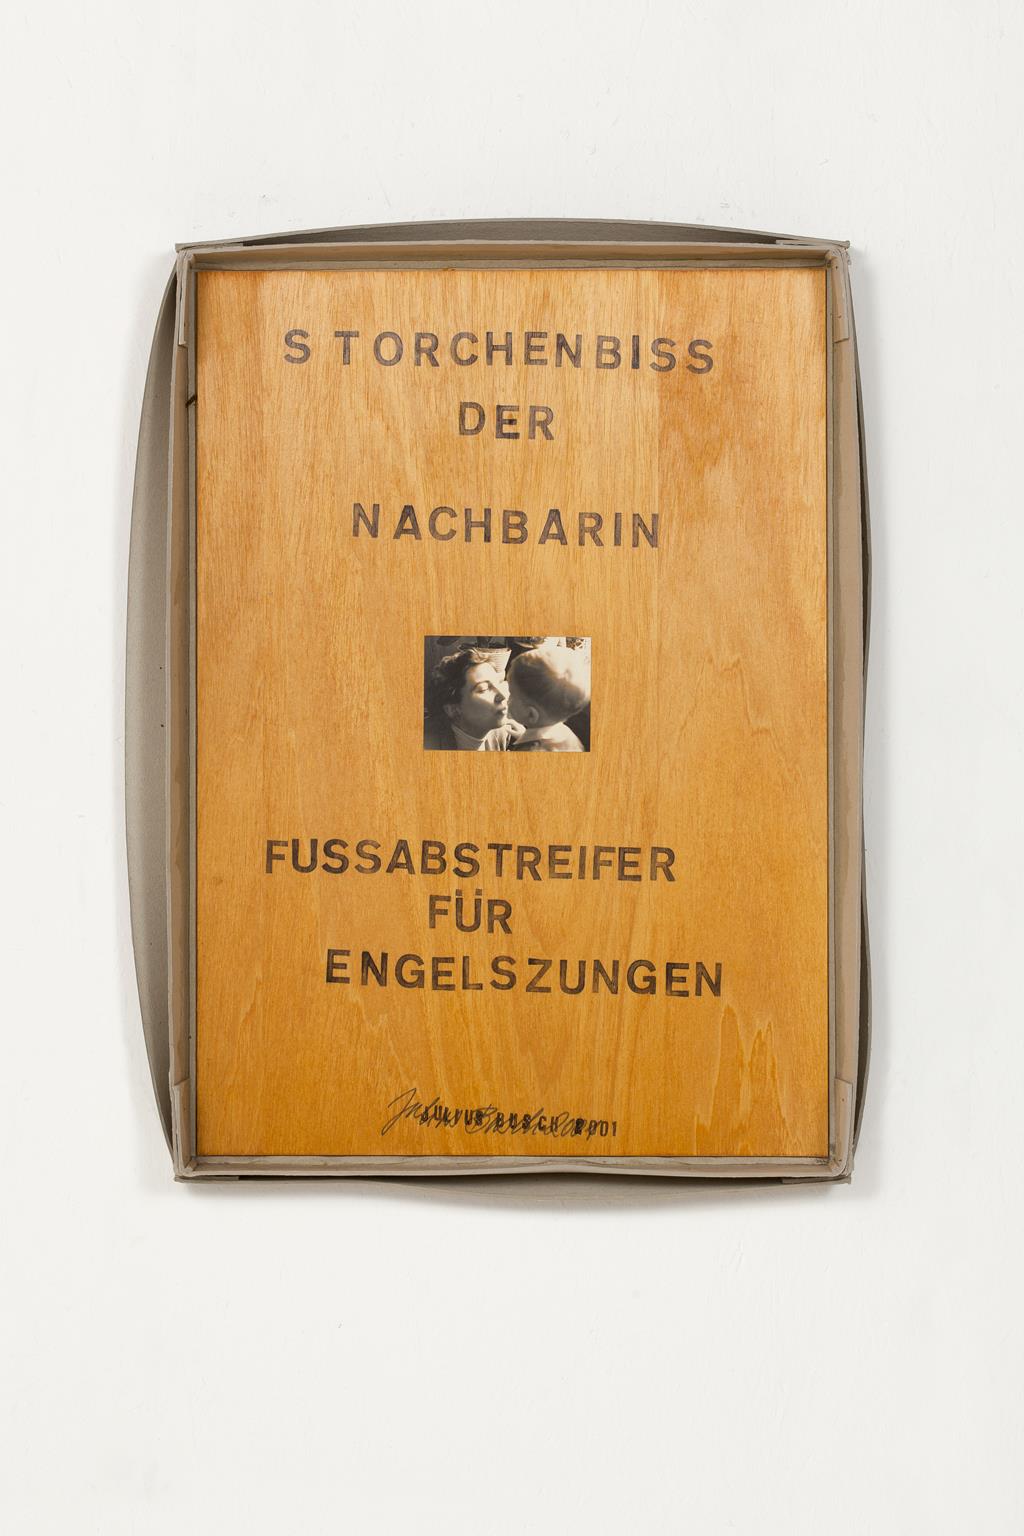 STORCHENBISS
DER
NACHBARIN
FUSSABSTREIFER
FÜR
ENGELSZUNGEN
JULIUS BUSCH 2001